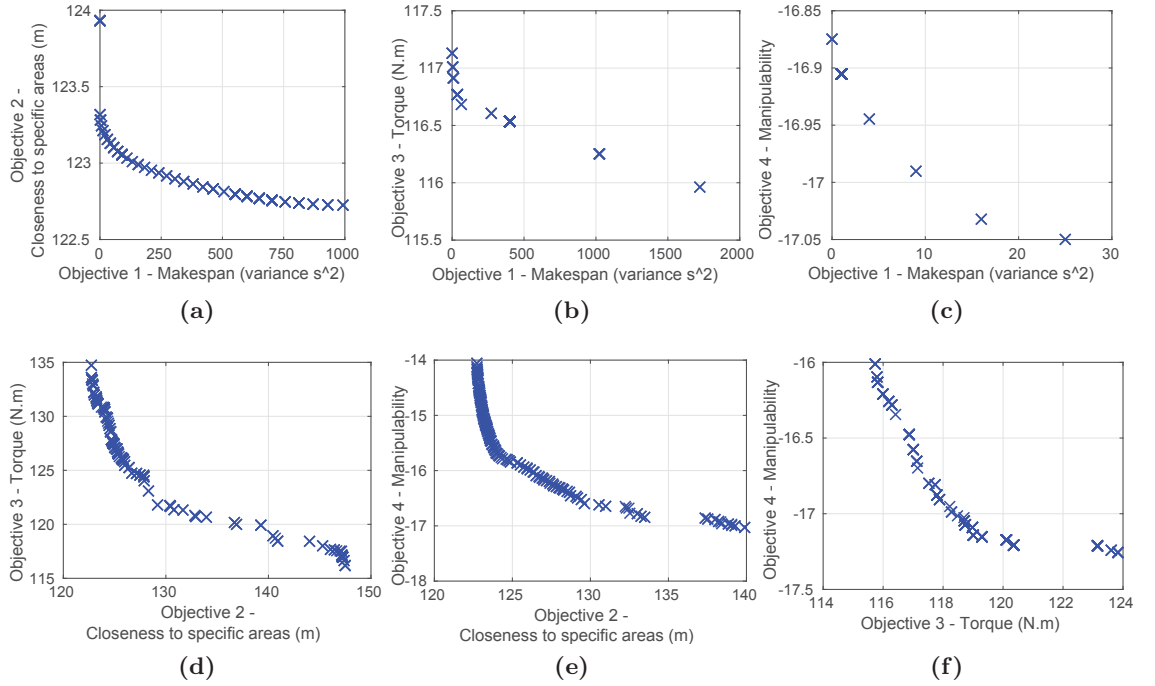 124
123.5
123
122.5
Objective 2 -
Closeness to specific areas (m)
0 250 500 750 1000
Objective 1 - Makespan (variance s^2)
(a)
117.5
117
116.5
116
115.5
Objective 3 - Torque (N.m)
0 500 1000 1500 2000
Objective 1 - Makespan (variance s^2)
(b)
-16.85
-16.9
-16.95
-17
-17.05
Objective 4 - Manipulability
0 10 20 30
Objective 1 - Makespan (variance s^2)
(c)
135
130
125
120
115
Objective 3 - Torque (N.m)
120 130 140 150
Objective 2 -
Closeness to specific areas (m)
(d)
-14
-15
-16
-17
-18
Objective 4 - Manipulability
120 125 130 135 140
Objective 2 -
Closeness to specific areas (m)
(e)
-16
-16.5
-17
-17.5
Objective 4 - Manipulability
114 116 118 120 122 124
Objective 3 - Torque (N.m)
(f)